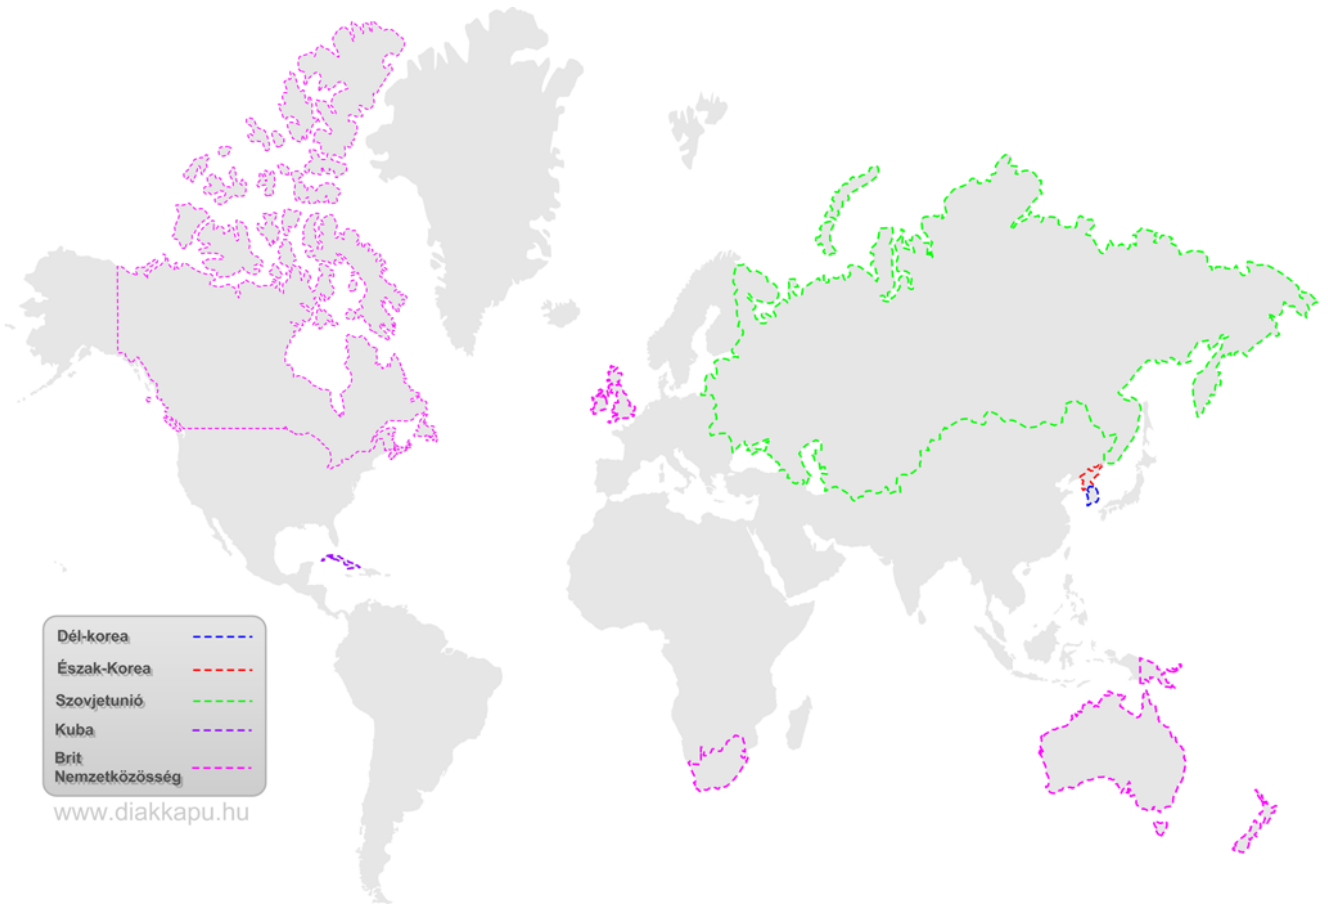 Dél-korea
Észak-Korea
Szovjetunió
Kuba
Brit
Nemzetközösség
www.diakkapu.hu